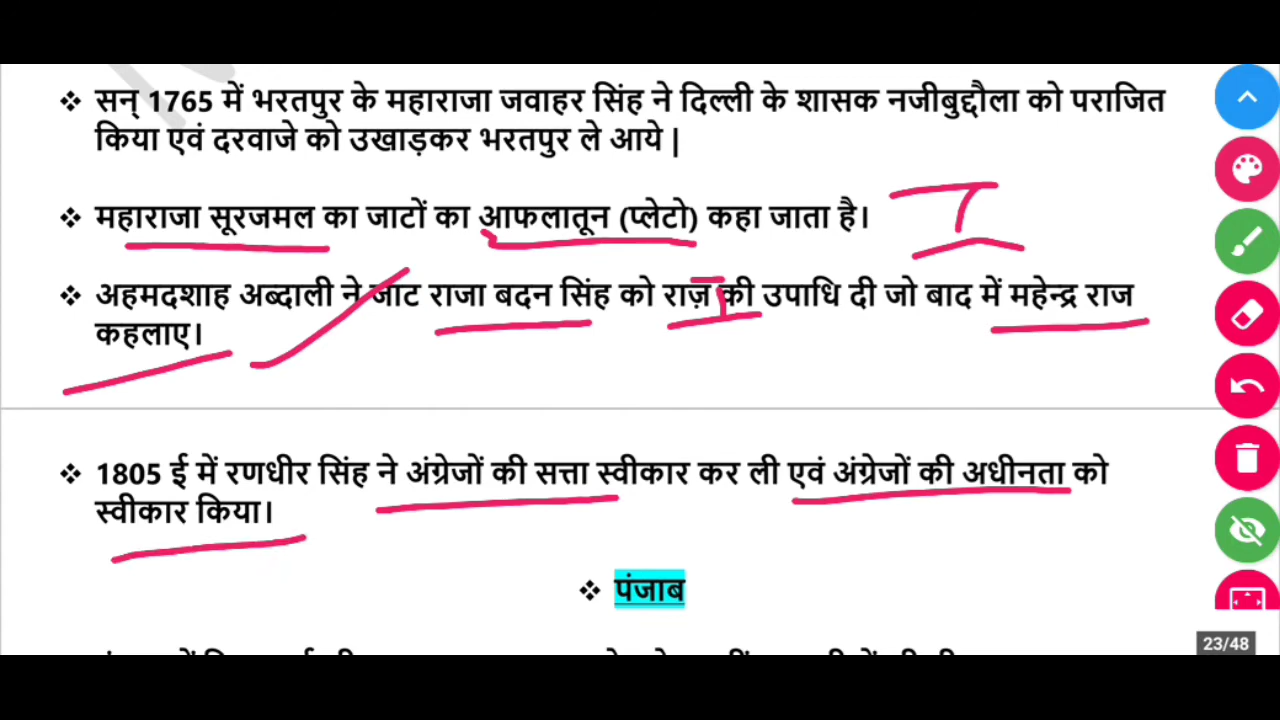 ❖ सन् 1765 में भरतपुर के महाराजा जवाहर सिंह ने दिल्ली के शासक नजीबुद्दौला को पराजित
किया एवं दरवाजे को उखाड़कर भरतपुर ले आये |
❖ महाराजा सूरजमल का जाटों का आफलातून (प्लेटो) कहा जाता है।
❖ अहमदशाह अब्दाली ने जाट राजा बदन सिंह को राज़ की उपाधि दी जो बाद में महेन्द्र राज
कहलाए।
❖ 1805 ई में रणधीर सिंह ने अंग्रेजों की सत्ता स्वीकार कर ली एवं अंग्रेजों की अधीनता को
स्वीकार किया।
❖ पंजाब
23/48